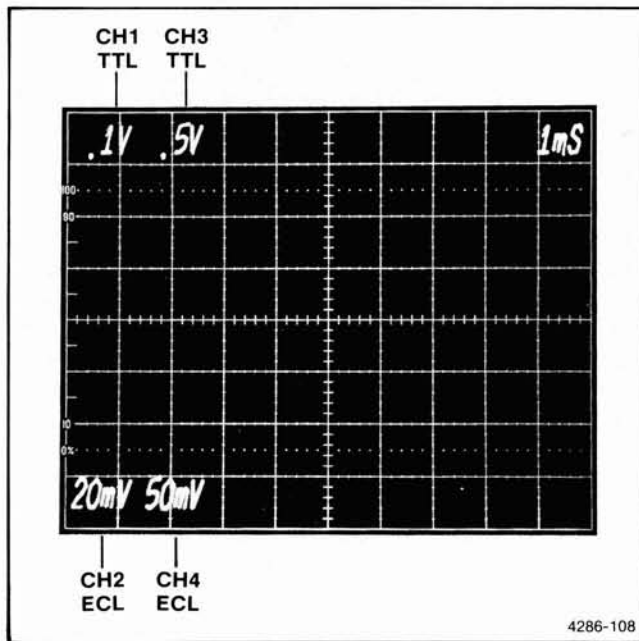 CH1 CH3
TTL TTL
.1V .5V 1mS
100
90
10
0%
20mV 50mV
CH2 CH4
ECL ECL
4286-108